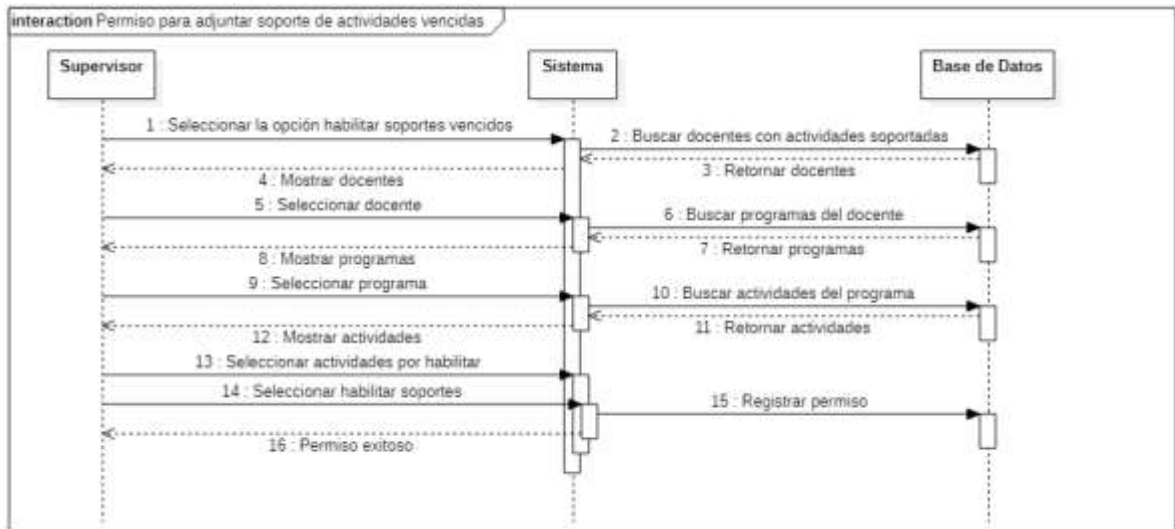 interaction Permiso para adjuntar soporte de actividades vencidas
Supervisor
Sistema
Base de Datos
1 : Seleccionar la opción habilitar soportes vencidos
2 : Buscar docentes con actividades soportadas
3 : Retornar docentes
4 : Mostrar docentes
5 : Seleccionar docente
6 : Buscar programas del docente
7 : Retornar programas
8 : Mostrar programas
9 : Seleccionar programa
10 : Buscar actividades del programa
11 : Retornar actividades
12 : Mostrar actividades
13 : Seleccionar actividades por habilitar
14 : Seleccionar habilitar soportes
15 : Registrar permiso
16 : Permiso exitoso